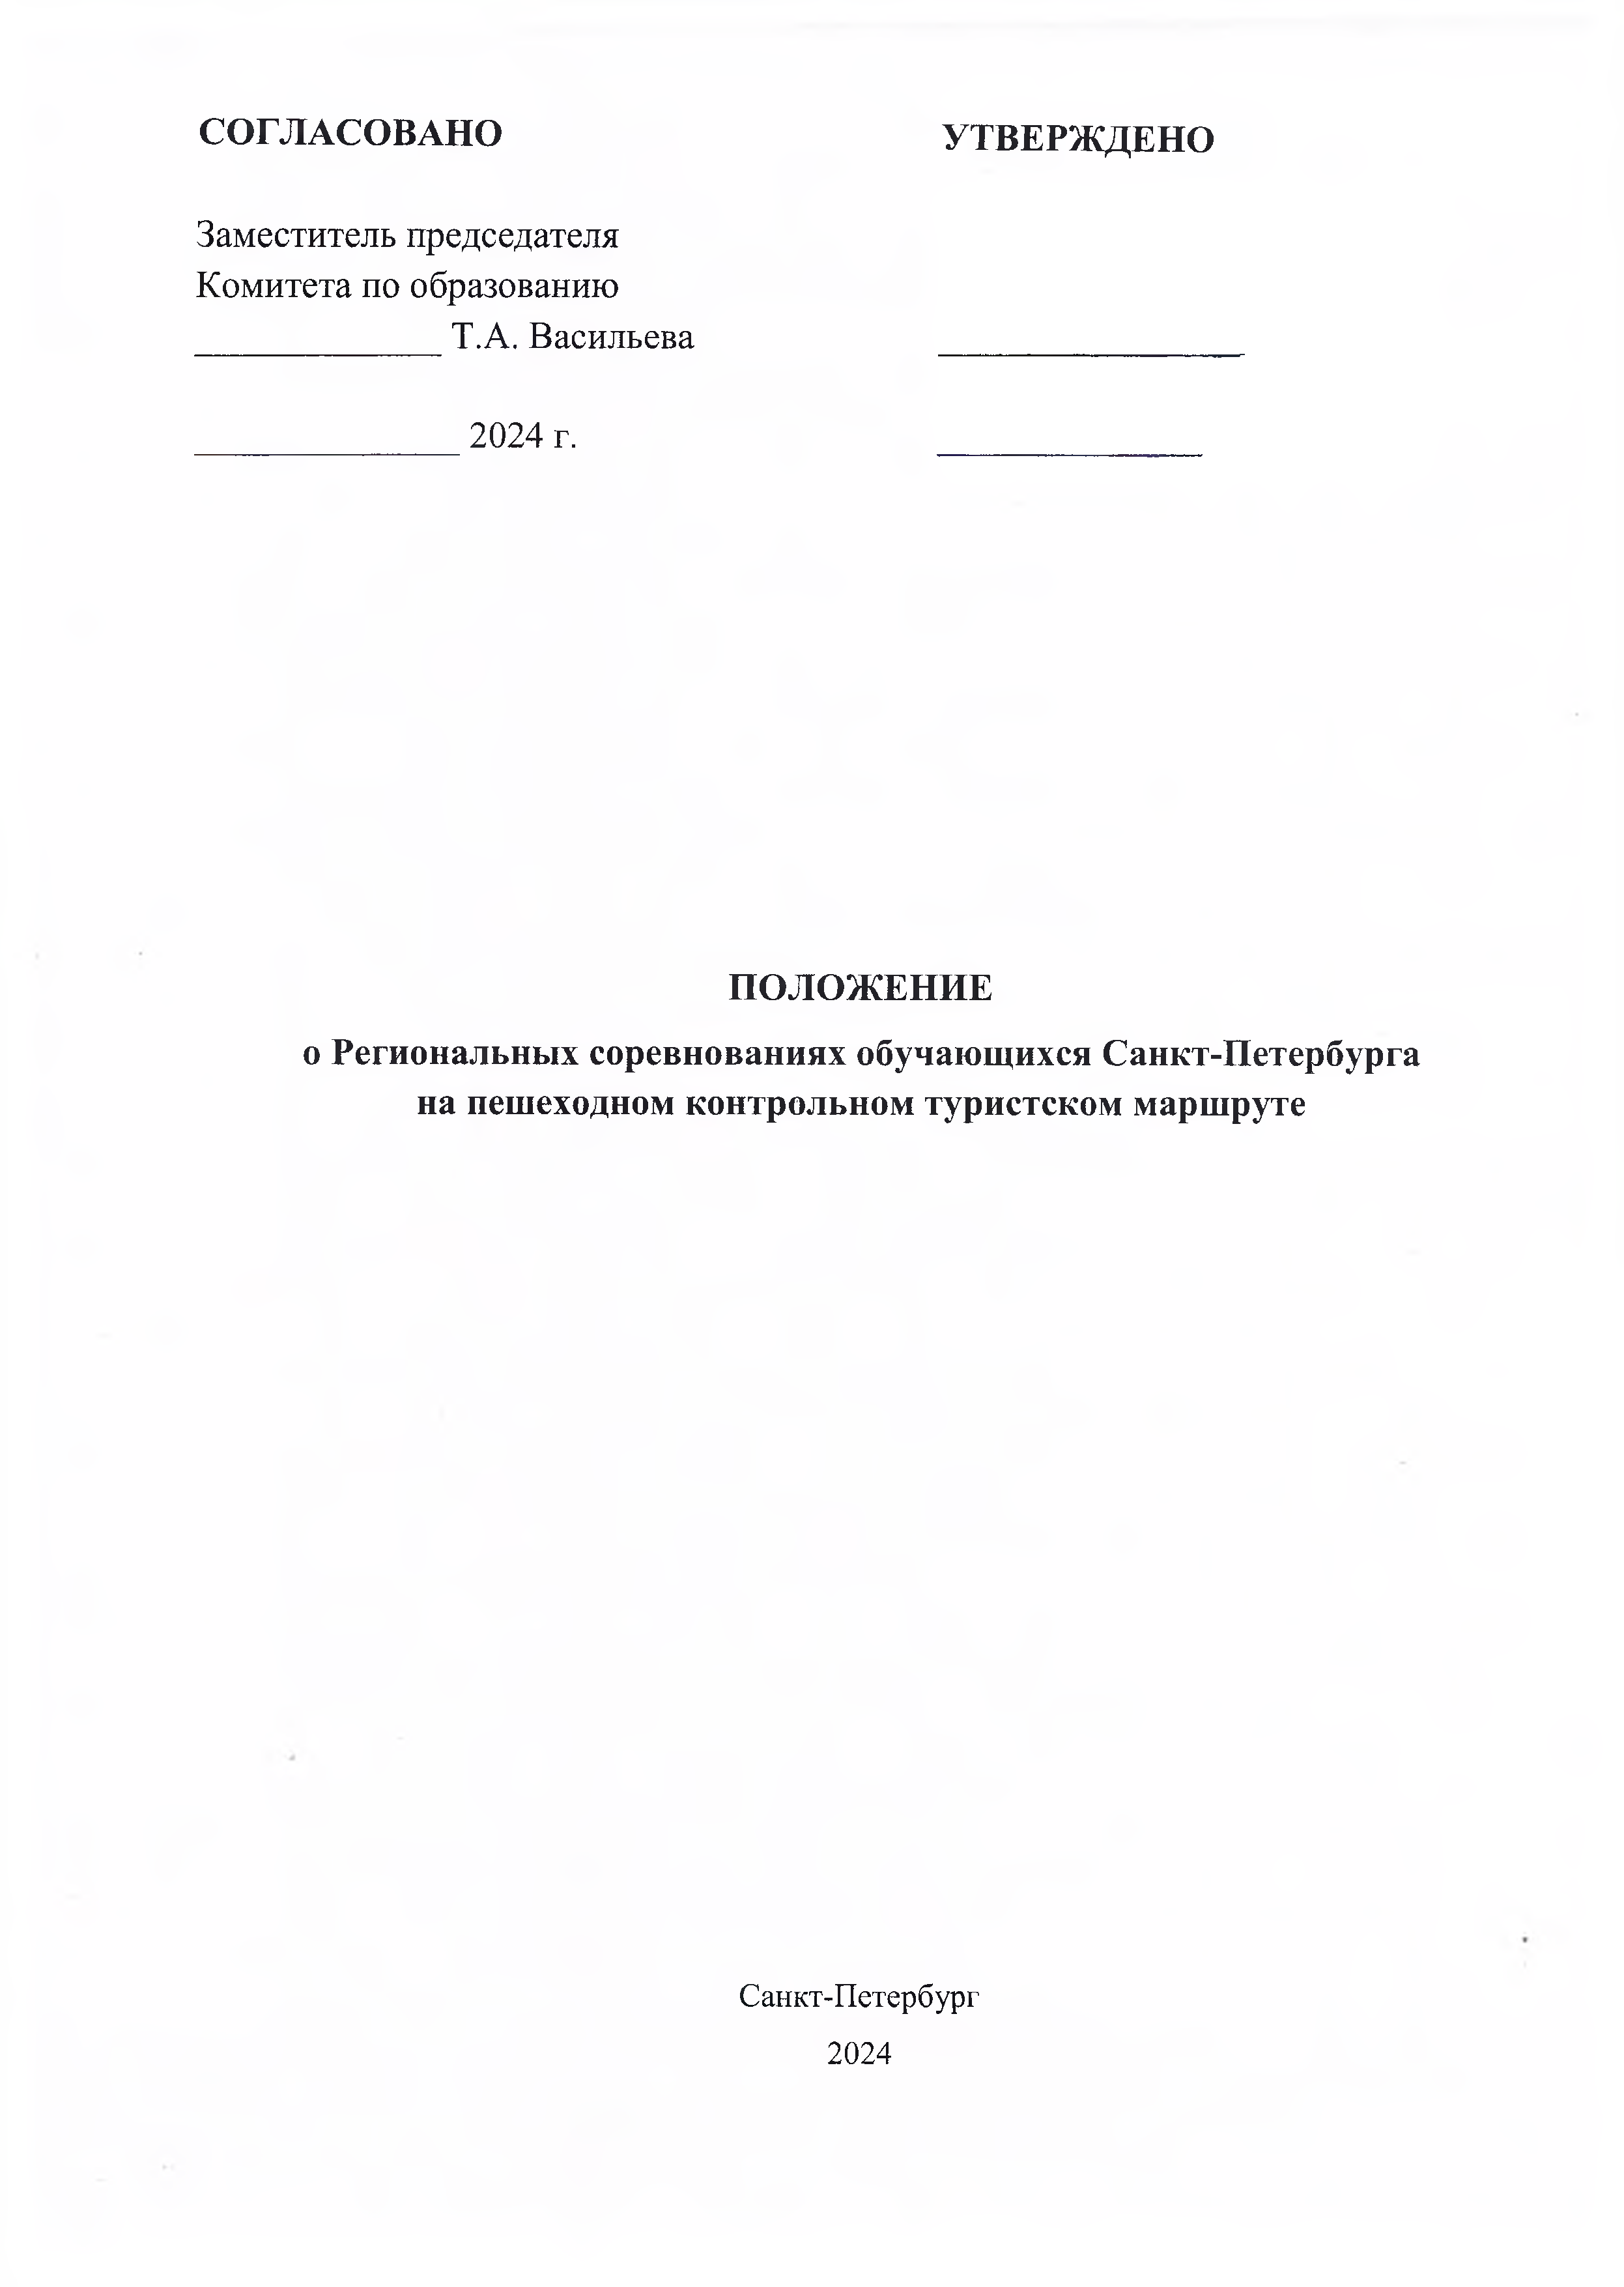 СОГЛАСОВАНО
УТВЕРЖДЕНО
Заместитель председателя
Комитета по образованию
_____________ Т.А. Васильева
________________
______________ 2024 г.
______________
ПОЛОЖЕНИЕ
о Региональных соревнованиях обучающихся Санкт-Петербурга
на пешеходном контрольном туристском маршруте
Санкт-Петербург
2024